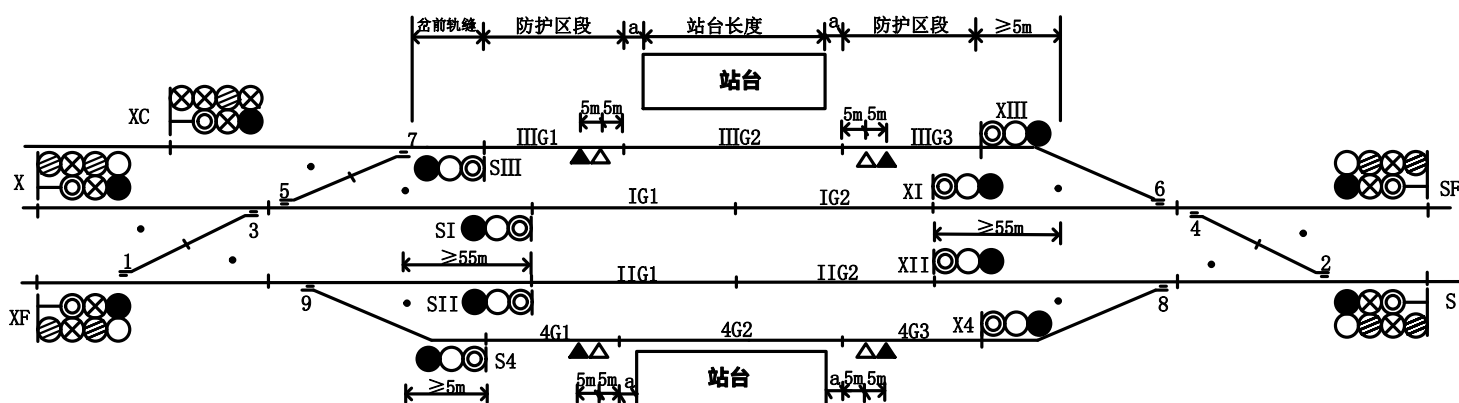 岔前轨缝 防护区段 a 站台长度 a 防护区段 ≥5m
站台
XC 5m 5m 5m 5m XIII
7 IIIG1 IIIG2 IIIG3
X SIII SF
5 IG1 IG2 XI 6
SI
3 4
≥55m ≥55m
1 XII 2
IIG1 IIG2
9 SII 8
XF S
4G1 4G2 4G3 X4
S4 站台
≥5m 5m 5m a a 5m 5m